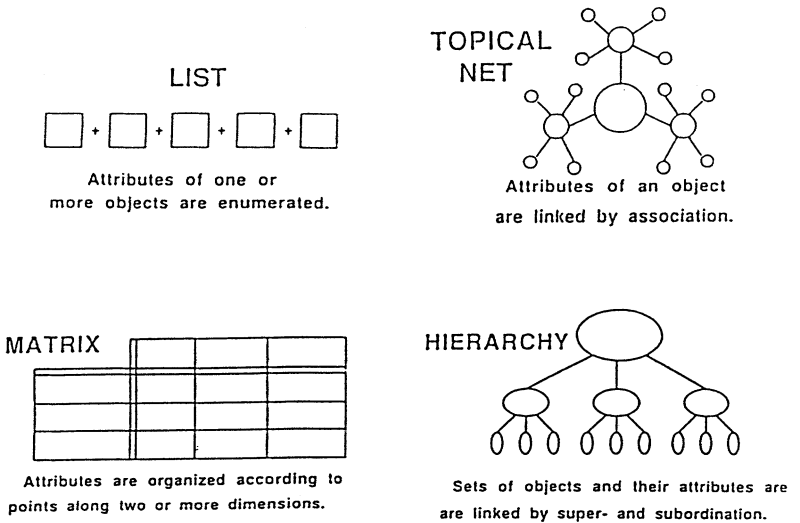 LIST
+ + + +
Attributes of one or
more objects are enumerated.
TOPICAL
NET
Attributes of an object
are linked by association.
MATRIX
Attributes are organized according to
points along two or more dimensions.
HIERARCHY
Sets of objects and their attributes are
are linked by super- and subordination.